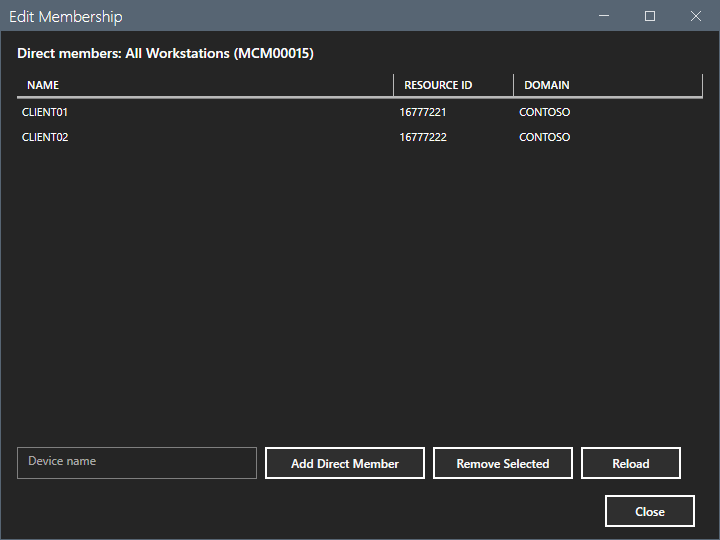 Edit Membership
Direct members: All Workstations (MCM00015)
NAME RESOURCE ID DOMAIN
CLIENT01 16777221 CONTOSO
CLIENT02 16777222 CONTOSO
Device name Add Direct Member Remove Selected Reload
Close